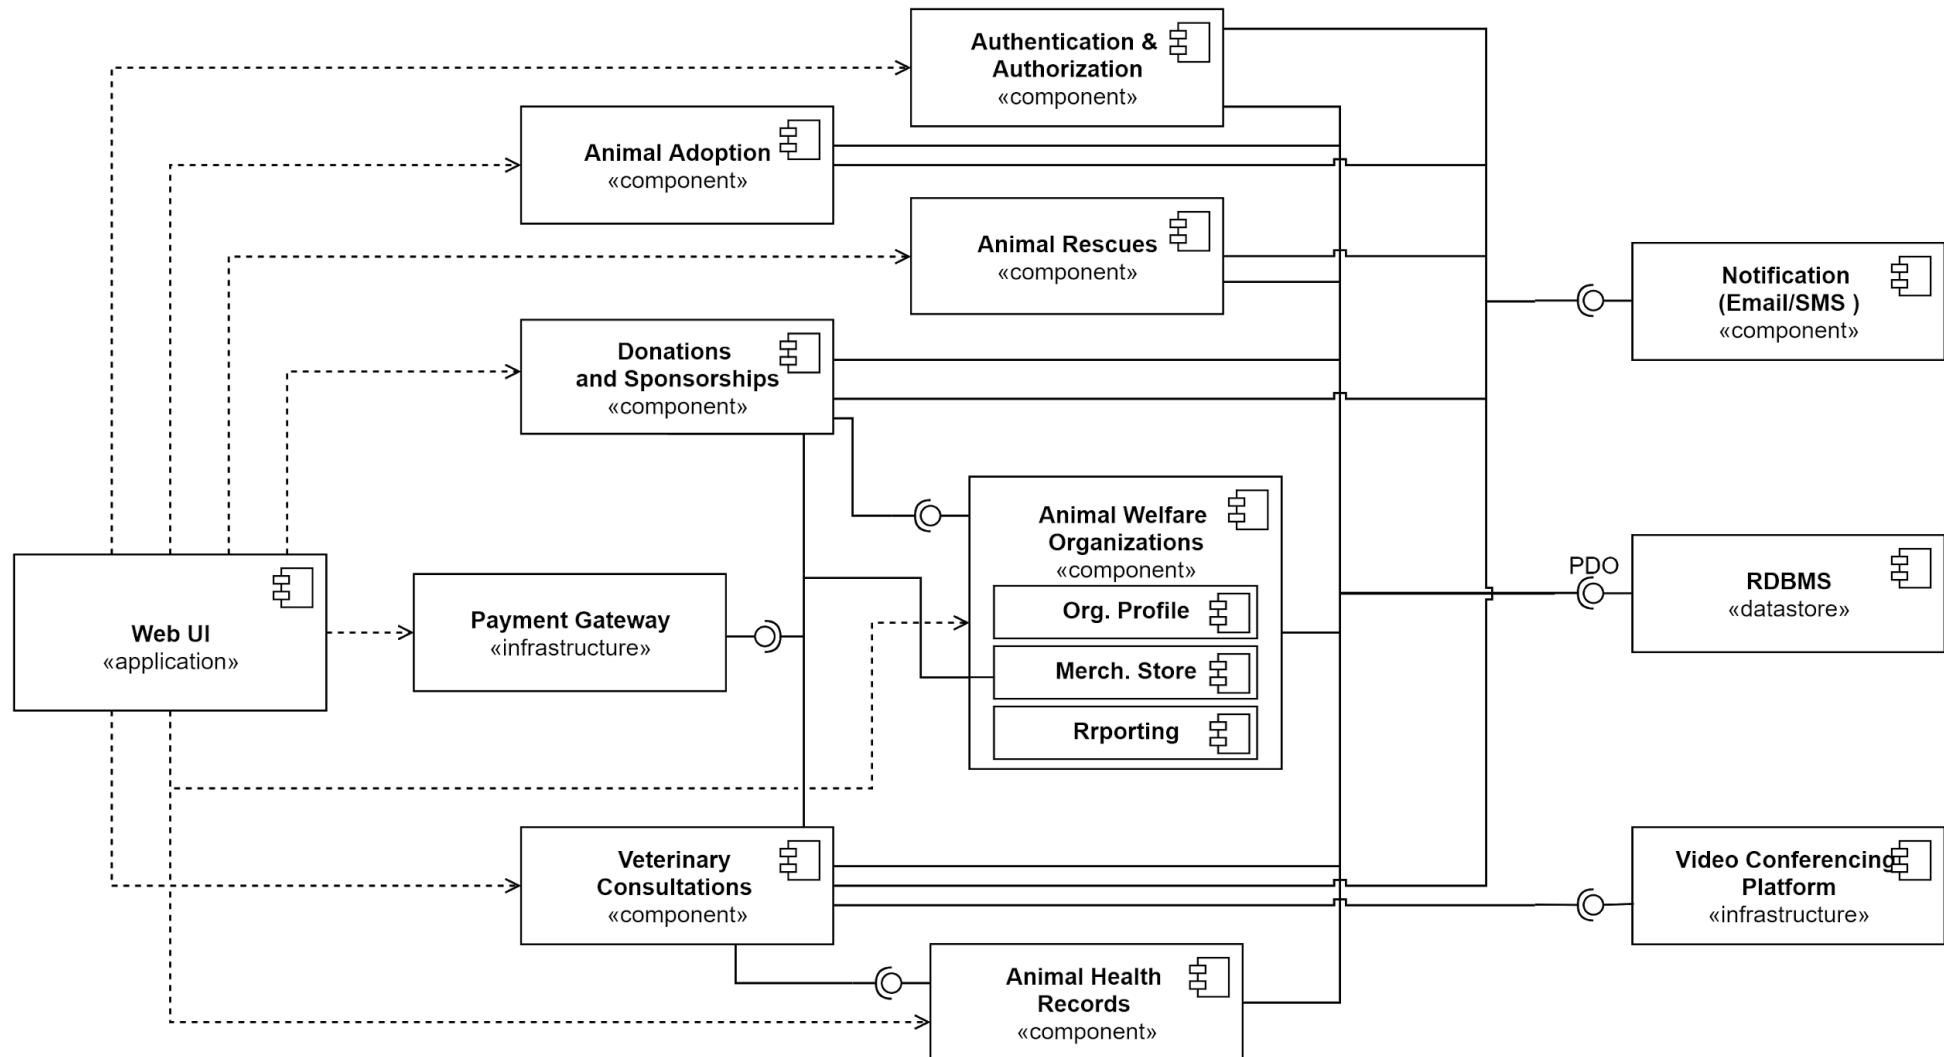 Authentication &
Authorization
«component»
Animal Adoption
«component»
Animal Rescues
«component»
Notification
(Email/SMS )
«component»
Donations
and Sponsorships
«component»
Animal Welfare
Organizations
«component»
Org. Profile
Merch. Store
Rrporting
PDO
RDBMS
«datastore»
Web UI
«application»
Payment Gateway
«infrastructure»
Veterinary
Consultations
«component»
Video Conferencing
Platform
«infrastructure»
Animal Health
Records
«component»